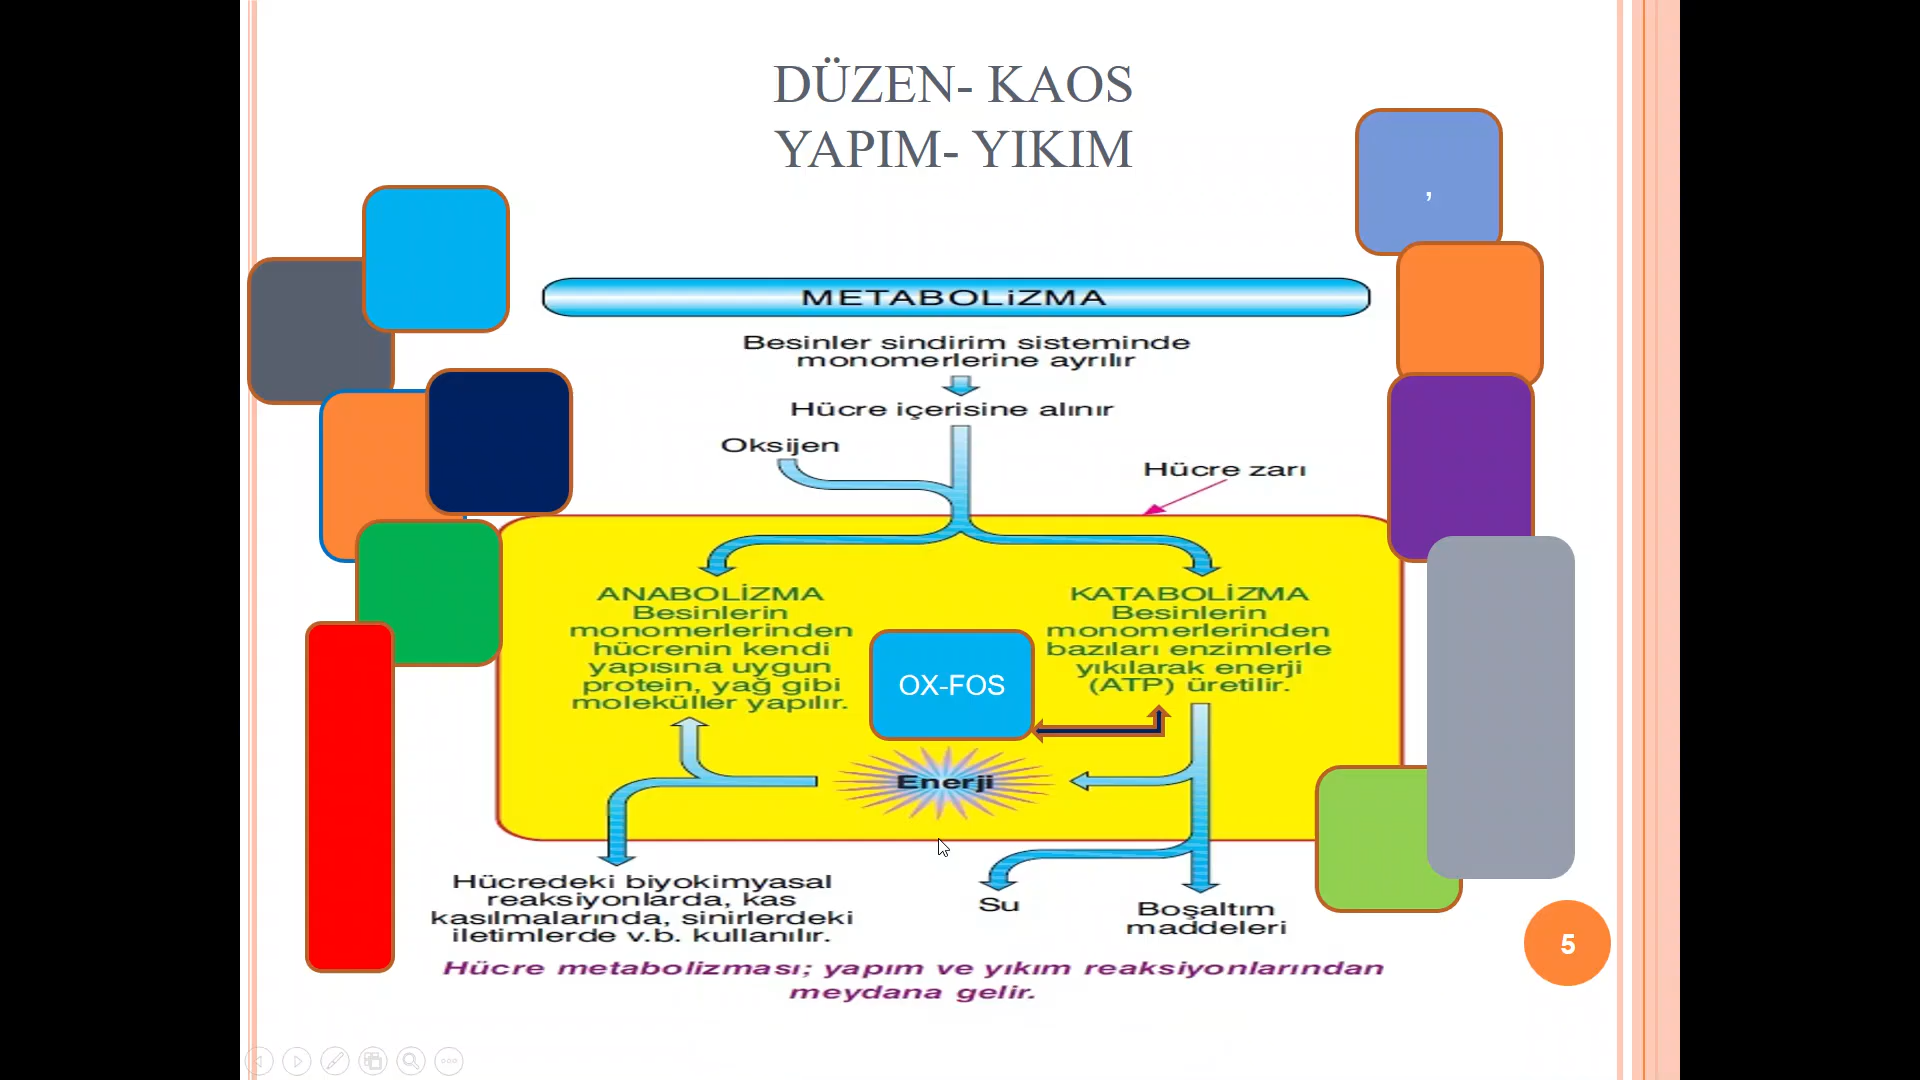 DÜZEN- KAOS
YAPIM- YIKIM
,
METABOLiZMA
Besinler sindirim sisteminde
monomerlerine ayrılır
Hücre içerisine alınır
Oksijen
Hücre zarı
ANABOLİZMA
Besinlerin
monomerlerinden
hücrenin kendi
yapısına uygun
protein, yağ gibi
moleküller yapılır.
KATABOLİZMA
Besinlerin
monomerlerinden
bazıları enzimlerle
yıkılarak enerji
(ATP) üretilir.
OX-FOS
Enerji
Hücredeki biyokimyasal
reaksiyonlarda, kas
kasılmalarında, sinirlerdeki
iletimlerde v.b. kullanılır.
Su
Boşaltım
maddeleri
Hücre metabolizması; yapım ve yıkım reaksiyonlarından
meydana gelir.
5